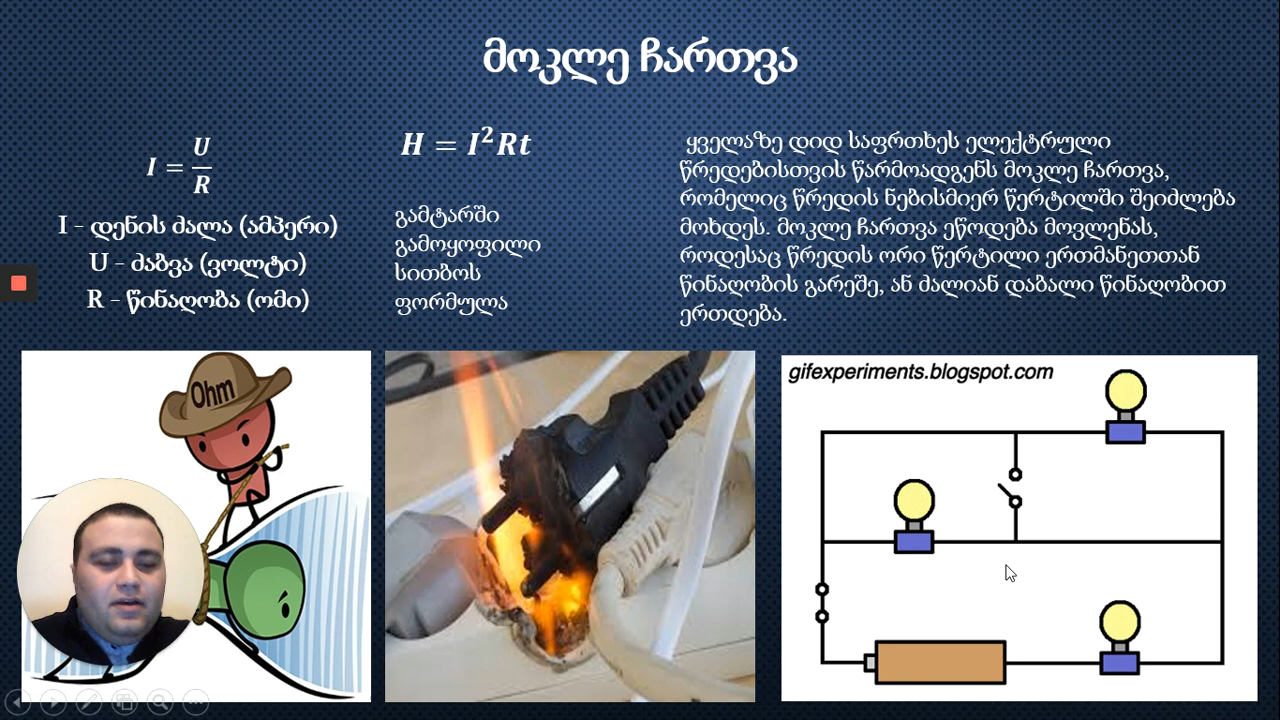 მოკლე ჩართვა
I = U/R
I – დენის ძალა (ამპერი)
U – ძაბვა (ვოლტი)
R – წინაღობა (ომი)
H = I²Rt
გამტარში
გამოყოფილი
სითბოს
ფორმულა
ყველაზე დიდ საფრთხეს ელექტრული
წრედებისთვის წარმოადგენს მოკლე ჩართვა,
რომელიც წრედის ნებისმიერ წერტილში შეიძლება
მოხდეს. მოკლე ჩართვა ეწოდება მოვლენას,
როდესაც წრედის ორი წერტილი ერთმანეთთან
წინაღობის გარეშე, ან ძალიან დაბალი წინაღობით
ერთდება.
Ohm
gifexperiments.blogspot.com